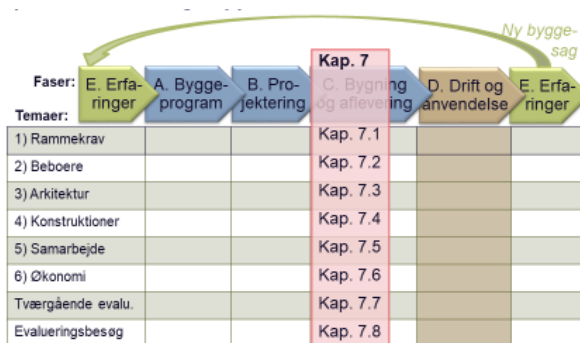 Ny bygge-
sag
Kap. 7
Faser:
E. Erfa-
ringer
A. Bygge-
program
B. Pro-
jektering
C. Bygning
og aflevering
D. Drift og
anvendelse
E. Erfa-
ringer
Temaer:
1) Rammekrav Kap. 7.1
2) Beboere Kap. 7.2
3) Arkitektur Kap. 7.3
4) Konstruktioner Kap. 7.4
5) Samarbejde Kap. 7.5
6) Økonomi Kap. 7.6
Tværgående evalu. Kap. 7.7
Evalueringsbesøg Kap. 7.8